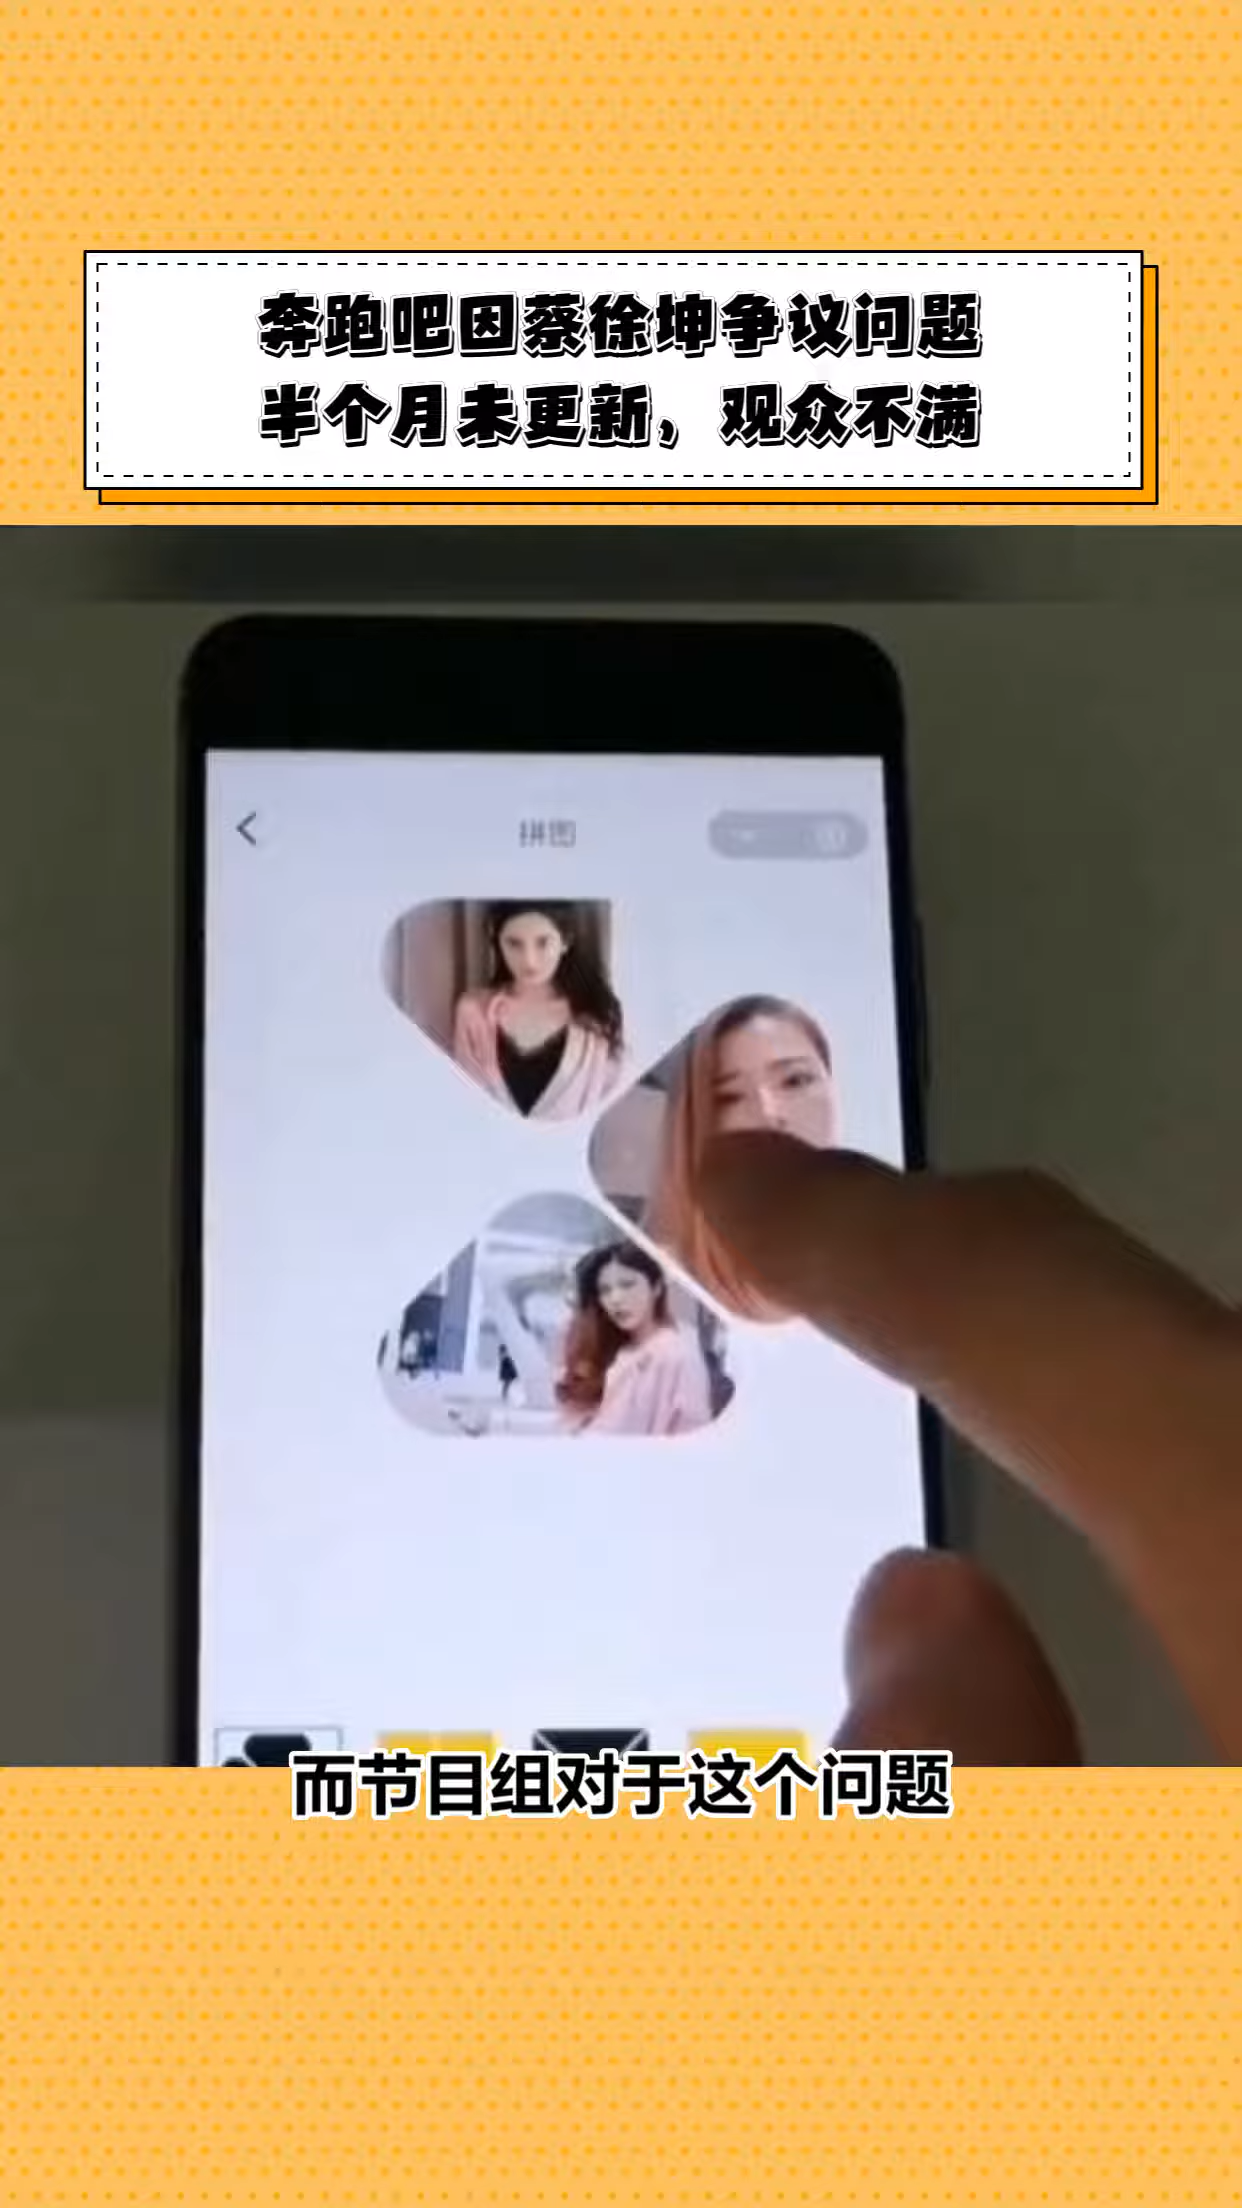 奔跑吧因蔡徐坤争议问题
半个月未更新，观众不满
拼图
而节目组对于这个问题